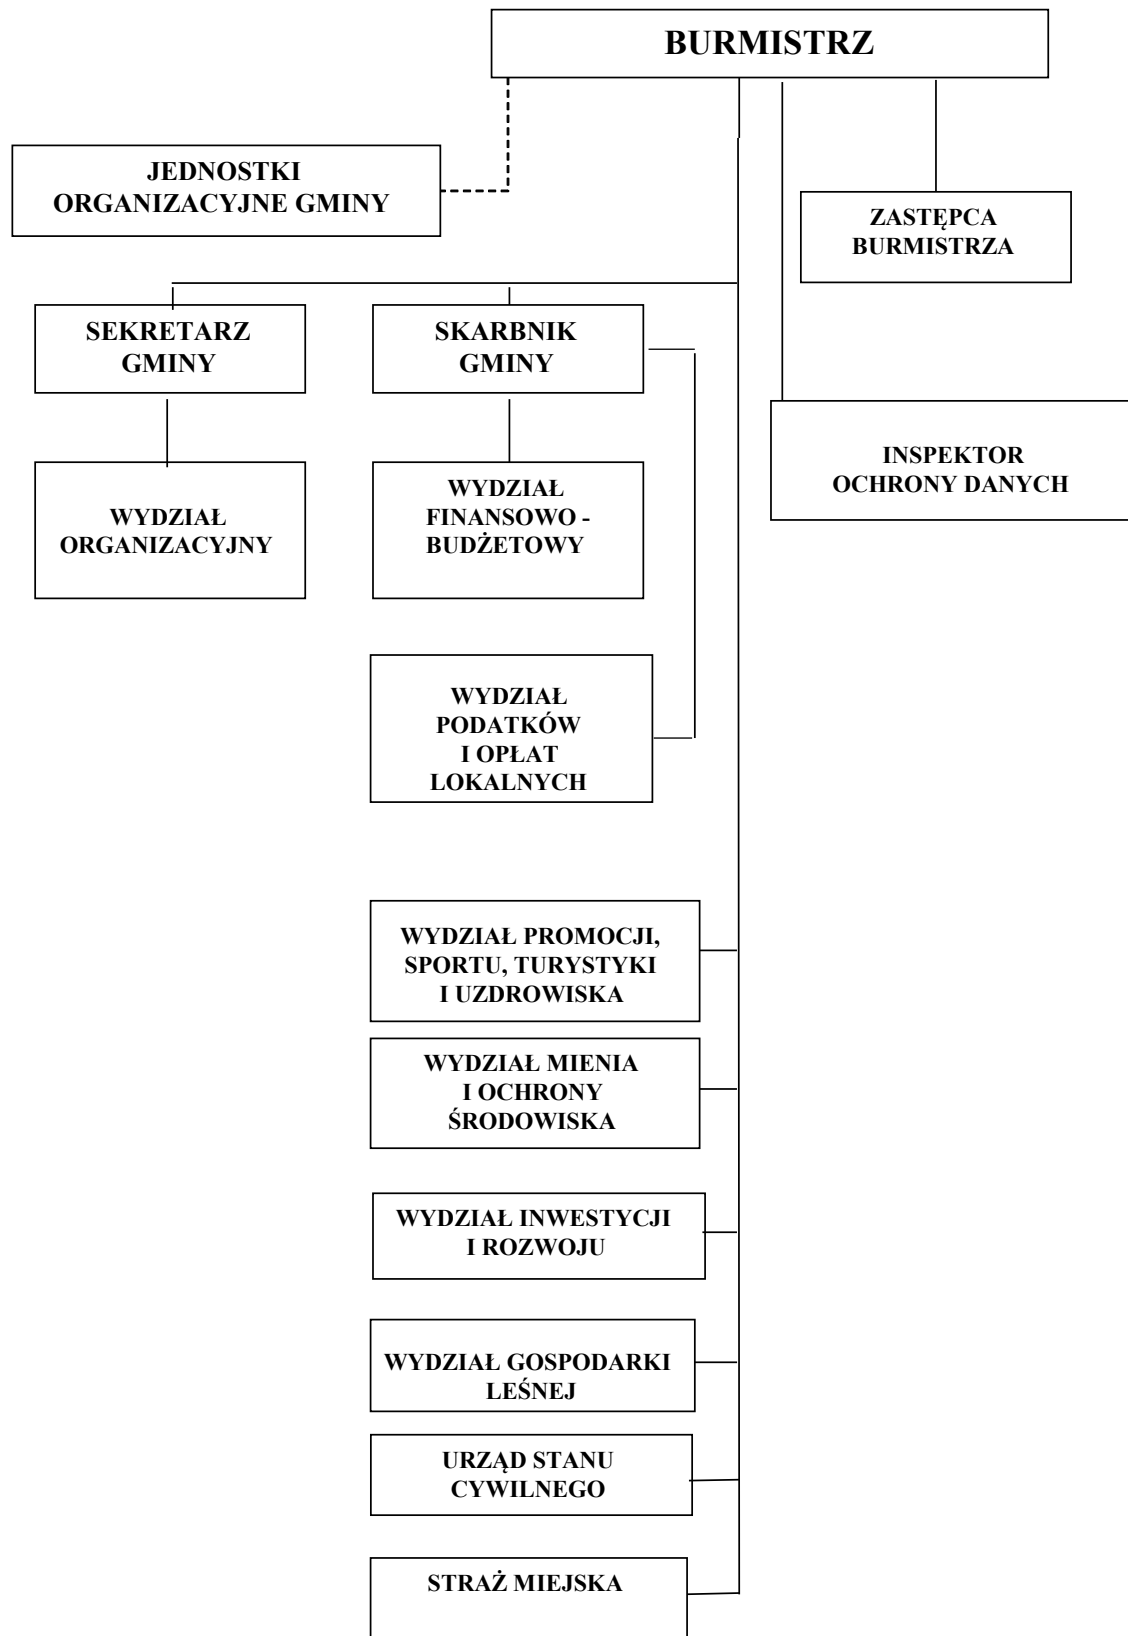 BURMISTRZ
JEDNOSTKI
ORGANIZACYJNE GMINY
ZASTĘPCA
BURMISTRZA
SEKRETARZ
GMINY
SKARBNIK
GMINY
INSPEKTOR
OCHRONY DANYCH
WYDZIAŁ
ORGANIZACYJNY
WYDZIAŁ
FINANSOWO -
BUDŻETOWY
WYDZIAŁ
PODATKÓW
I OPŁAT
LOKALNYCH
WYDZIAŁ PROMOCJI,
SPORTU, TURYSTYKI
I UZDROWISKA
WYDZIAŁ MIENIA
I OCHRONY
ŚRODOWISKA
WYDZIAŁ INWESTYCJI
I ROZWOJU
WYDZIAŁ GOSPODARKI
LEŚNEJ
URZĄD STANU
CYWILNEGO
STRAŻ MIEJSKA